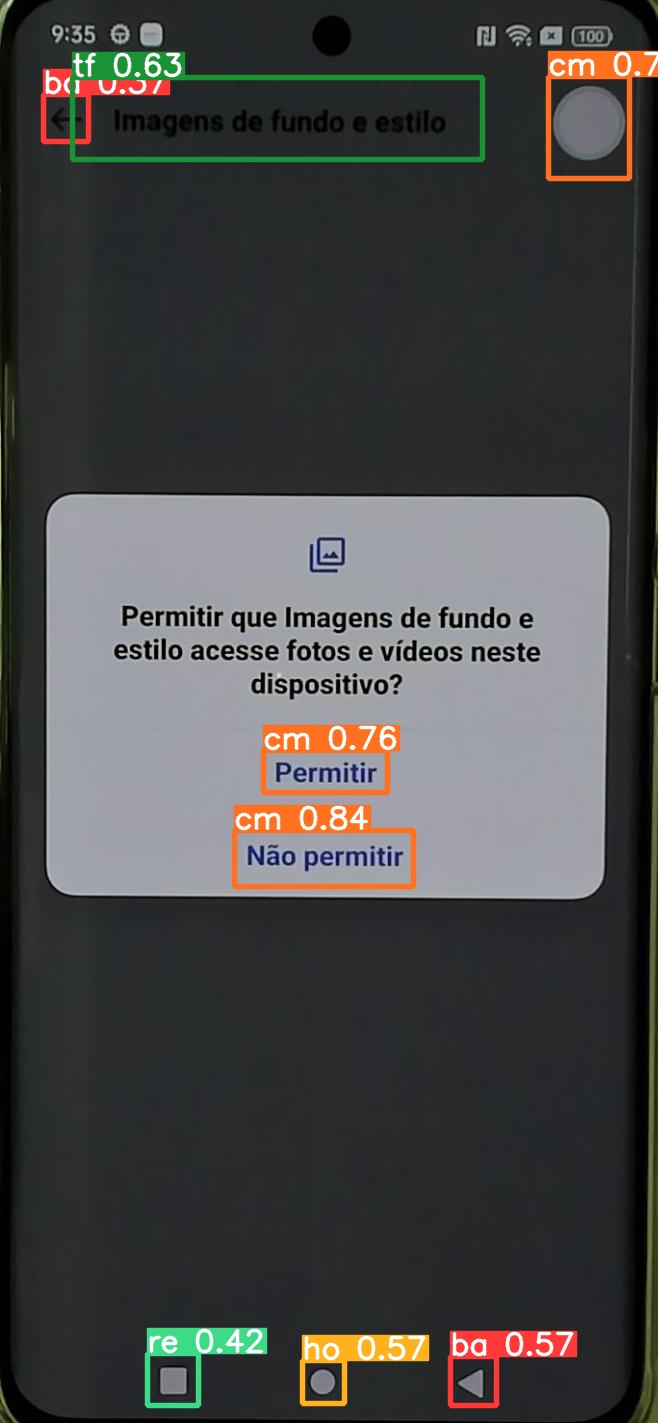 9:35
100
tf 0.63
cm 0.7
ba 0.37
Imagens de fundo e estilo
Permitir que Imagens de fundo e
estilo acesse fotos e vídeos neste
dispositivo?
cm 0.76
Permitir
cm 0.84
Não permitir
re 0.42
ho 0.57
ba 0.57